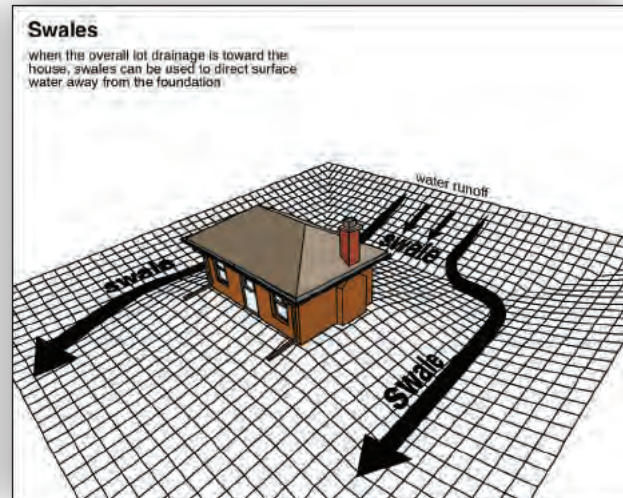 Swales
when the overall lot drainage is toward the
house, swales can be used to direct surface
water away from the foundation
water runoff
swale
swale
Swale